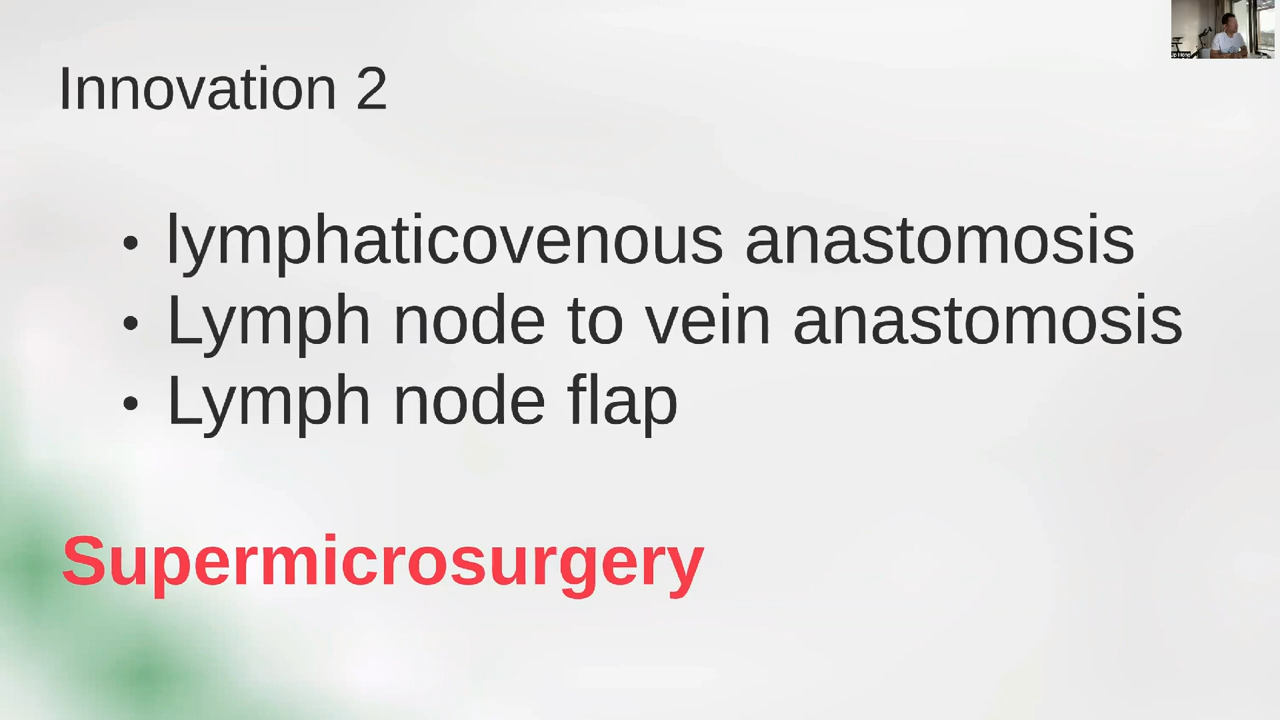 Innovation 2
• lymphaticovenous anastomosis
• Lymph node to vein anastomosis
• Lymph node flap
Supermicrosurgery